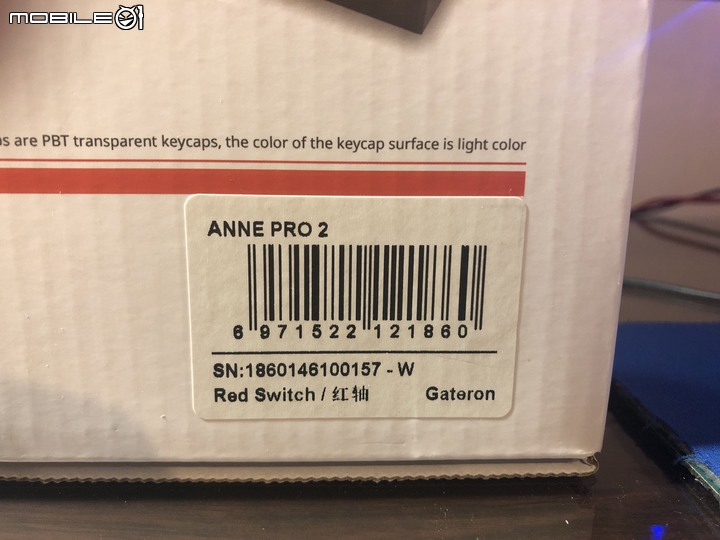 MOBILE01
are PBT transparent keycaps, the color of the keycap surface is light color
ANNE PRO 2
6 971522 121860
SN:1860146100157 - W
Red Switch / 红轴 Gateron